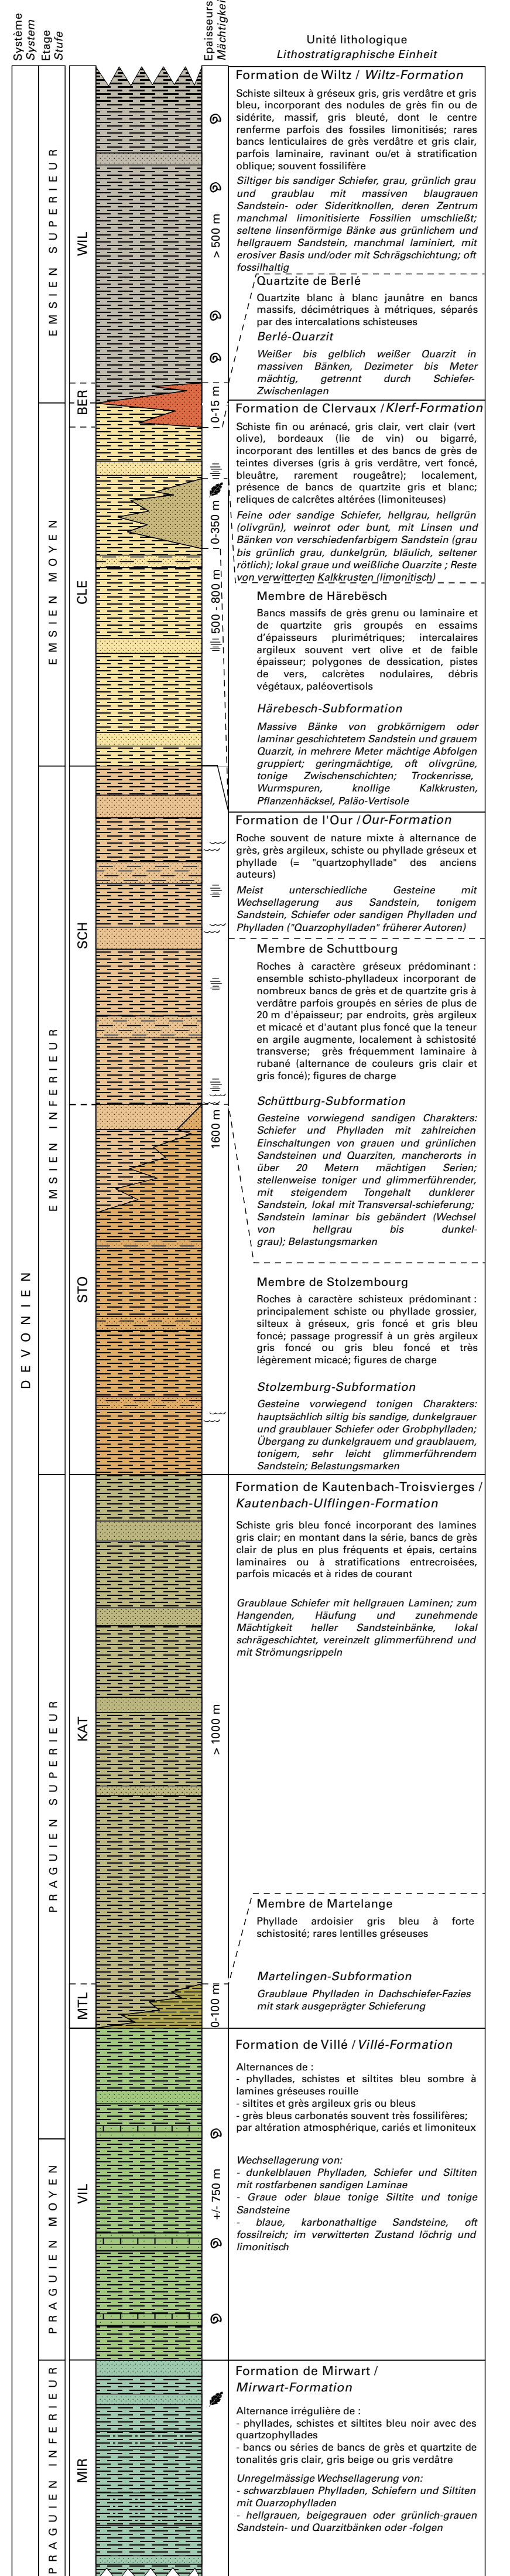 Système
System
Etage
Stufe
Epaisseurs
Mächtigkeit
Unité lithologique
Lithostratigraphische Einheit
DEVONIEN
EMSIEN SUPERIEUR
EMSIEN MOYEN
EMSIEN INFERIEUR
PRAGUIEN SUPERIEUR
PRAGUIEN MOYEN
PRAGUIEN INFERIEUR
WIL
BER
CLE
SCH
STO
KAT
MTL
VIL
MIR
> 500 m
0-15 m
0-350 m
500 - 800 m
1600 m
> 1000 m
0-100 m
+/- 750 m
Formation de Wiltz / Wiltz-Formation
Schiste silteux à gréseux gris, gris verdâtre et gris
bleu, incorporant des nodules de grès fin ou de
sidérite, massif, gris bleuté, dont le centre
renferme parfois des fossiles limonitisés; rares
bancs lenticulaires de grès verdâtre et gris clair,
parfois laminaire, ravinant ou/et à stratification
oblique; souvent fossilifère
Siltiger bis sandiger Schiefer, grau, grünlich grau
und graublau mit massiven blaugrauen
Sandstein- oder Sideritknollen, deren Zentrum
manchmal limonitisierte Fossilien umschließt;
seltene linsenförmige Bänke aus grünlichem und
hellgrauem Sandstein, manchmal laminiert, mit
erosiver Basis und/oder mit Schrägschichtung; oft
fossilhaltig
Quartzite de Berlé
Quartzite blanc à blanc jaunâtre en bancs
massifs, décimétriques à métriques, séparés
par des intercalations schisteuses
Berlé-Quarzit
Weißer bis gelblich weißer Quarzit in
massiven Bänken, Dezimeter bis Meter
mächtig, getrennt durch Schiefer-
Zwischenlagen
Formation de Clervaux / Klerf-Formation
Schiste fin ou arénacé, gris clair, vert clair (vert
olive), bordeaux (lie de vin) ou bigarré,
incorporant des lentilles et des bancs de grès de
teintes diverses (gris à gris verdâtre, vert foncé,
bleuâtre, rarement rougeâtre); localement,
présence de bancs de quartzite gris et blanc;
reliques de calcrêtes altérées (limoniteuses)
Feine oder sandige Schiefer, hellgrau, hellgrün
(olivgrün), weinrot oder bunt, mit Linsen und
Bänken von verschiedenfarbigem Sandstein (grau
bis grünlich grau, dunkelgrün, bläulich, seltener
rötlich); lokal graue und weißliche Quarzite ; Reste
von verwitterten Kalkkrusten (limonitisch)
Membre de Härebësch
Bancs massifs de grès grenu ou laminaire et
de quartzite gris groupés en essaims
d'épaisseurs plurimétriques; intercalaires
argileux souvent vert olive et de faible
épaisseur; polygones de dessication, pistes
de vers, calcrètes nodulaires, débris
végétaux, paléovertisols
Härebesch-Subformation
Massive Bänke von grobkörnigem oder
laminar geschichtetem Sandstein und grauem
Quarzit, in mehrere Meter mächtige Abfolgen
gruppiert; geringmächtige, oft olivgrüne,
tonige Zwischenschichten; Trockenrisse,
Wurmspuren, knollige Kalkkrusten,
Pflanzenhäcksel, Paläo-Vertisole
Formation de l'Our / Our-Formation
Roche souvent de nature mixte à alternance de
grès, grès argileux, schiste ou phyllade gréseux et
phyllade (= "quartzophyllade" des anciens
auteurs)
Meist unterschiedliche Gesteine mit
Wechsellagerung aus Sandstein, tonigem
Sandstein, Schiefer oder sandigen Phylladen und
Phylladen ("Quarzophylladen" früherer Autoren)
Membre de Schuttbourg
Roches à caractère gréseux prédominant :
ensemble schisto-phylladeux incorporant de
nombreux bancs de grès et de quartzite gris à
verdâtre parfois groupés en séries de plus de
20 m d'épaisseur; par endroits, grès argileux
et micacé et d'autant plus foncé que la teneur
en argile augmente, localement à schistosité
transverse; grès fréquemment laminaire à
rubané (alternance de couleurs gris clair et
gris foncé); figures de charge
Schüttburg-Subformation
Gesteine vorwiegend sandigen Charakters:
Schiefer und Phylladen mit zahlreichen
Einschaltungen von grauen und grünlichen
Sandsteinen und Quarziten, mancherorts in
über 20 Metern mächtigen Serien;
stellenweise toniger und glimmerführender,
mit steigendem Tongehalt dunklerer
Sandstein, lokal mit Transversal-schieferung;
Sandstein laminar bis gebändert (Wechsel
von hellgrau bis dunkel-
grau); Belastungsmarken
Membre de Stolzembourg
Roches à caractère schisteux prédominant :
principalement schiste ou phyllade grossier,
silteux à gréseux, gris foncé et gris bleu
foncé; passage progressif à un grès argileux
gris foncé ou gris bleu foncé et très
légèrement micacé; figures de charge
Stolzemburg-Subformation
Gesteine vorwiegend tonigen Charakters:
hauptsächlich siltig bis sandige, dunkelgrauer
und graublauer Schiefer oder Grobphylladen;
Übergang zu dunkelgrauem und graublauem,
tonigem, sehr leicht glimmerführendem
Sandstein; Belastungsmarken
Formation de Kautenbach-Troisvierges /
Kautenbach-Ulflingen-Formation
Schiste gris bleu foncé incorporant des lamines
gris clair; en montant dans la série, bancs de grès
clair de plus en plus fréquents et épais, certains
laminaires ou à stratifications entrecroisées,
parfois micacés et à rides de courant
Graublaue Schiefer mit hellgrauen Laminen; zum
Hangenden, Häufung und zunehmende
Mächtigkeit heller Sandsteinbänke, lokal
schrägeschichtet, vereinzelt glimmerführend und
mit Strömungsrippeln
Membre de Martelange
Phyllade ardoisier gris bleu à forte
schistosité; rares lentilles gréseuses
Martelingen-Subformation
Graublaue Phylladen in Dachschiefer-Fazies
mit stark ausgeprägter Schieferung
Formation de Villé / Villé-Formation
Alternances de :
- phyllades, schistes et siltites bleu sombre à
lamines gréseuses rouille
- siltites et grès argileux gris ou bleus
- grès bleus carbonatés souvent très fossilifères;
par altération atmosphérique, cariés et limoniteux
Wechsellagerung von:
- dunkelblauen Phylladen, Schiefer und Siltiten
mit rostfarbenen sandigen Laminae
- Graue oder blaue tonige Siltite und tonige
Sandsteine
- blaue, karbonathaltige Sandsteine, oft
fossilreich; im verwitterten Zustand löchrig und
limonitisch
Formation de Mirwart /
Mirwart-Formation
Alternance irrégulière de :
- phyllades, schistes et siltites bleu noir avec des
quartzophyllades
- bancs ou séries de bancs de grès et quartzite de
tonalités gris clair, gris beige ou gris verdâtre
Unregelmässige Wechsellagerung von:
- schwarzblauen Phylladen, Schiefern und Siltiten
mit Quarzophylladen
- hellgrauen, beigegrauen oder grünlich-grauen
Sandstein- und Quarzitbänken oder -folgen